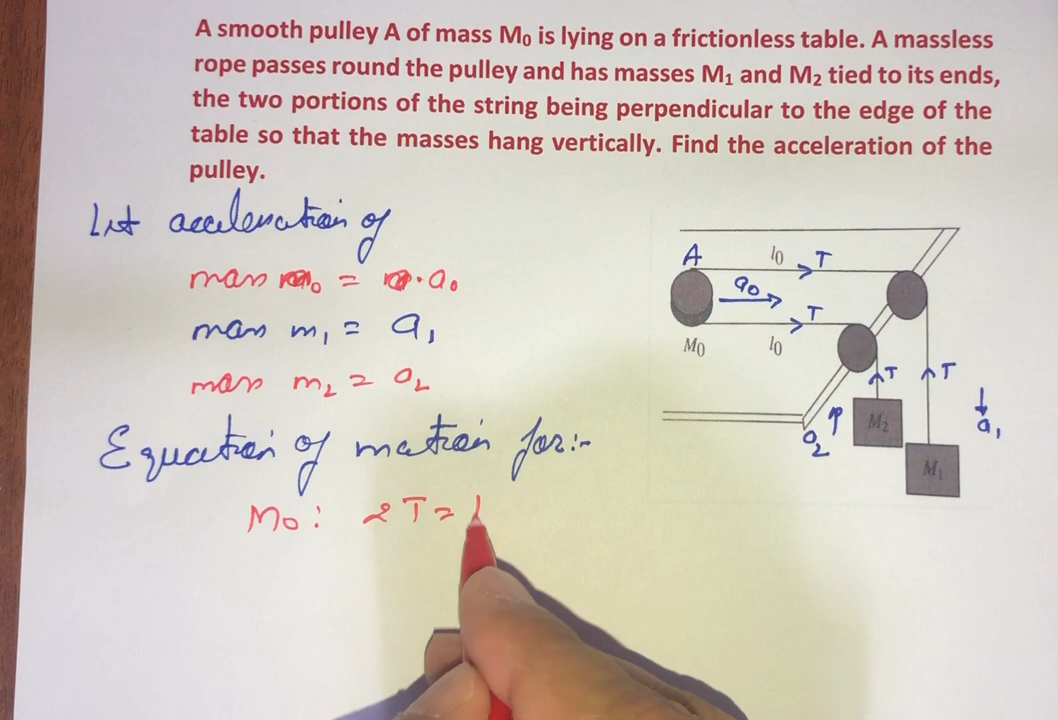 A smooth pulley A of mass M₀ is lying on a frictionless table. A massless
rope passes round the pulley and has masses M₁ and M₂ tied to its ends,
the two portions of the string being perpendicular to the edge of the
table so that the masses hang vertically. Find the acceleration of the
pulley.
Let acceleration of
mass m₀ = a₀
mass m₁ = a₁
mass m₂ = a₂
Equation of motion for:-
M₀: 2T =
A l₀ T
a₀
T
M₀ l₀
T T
a₂ M₂ a₁
M₁